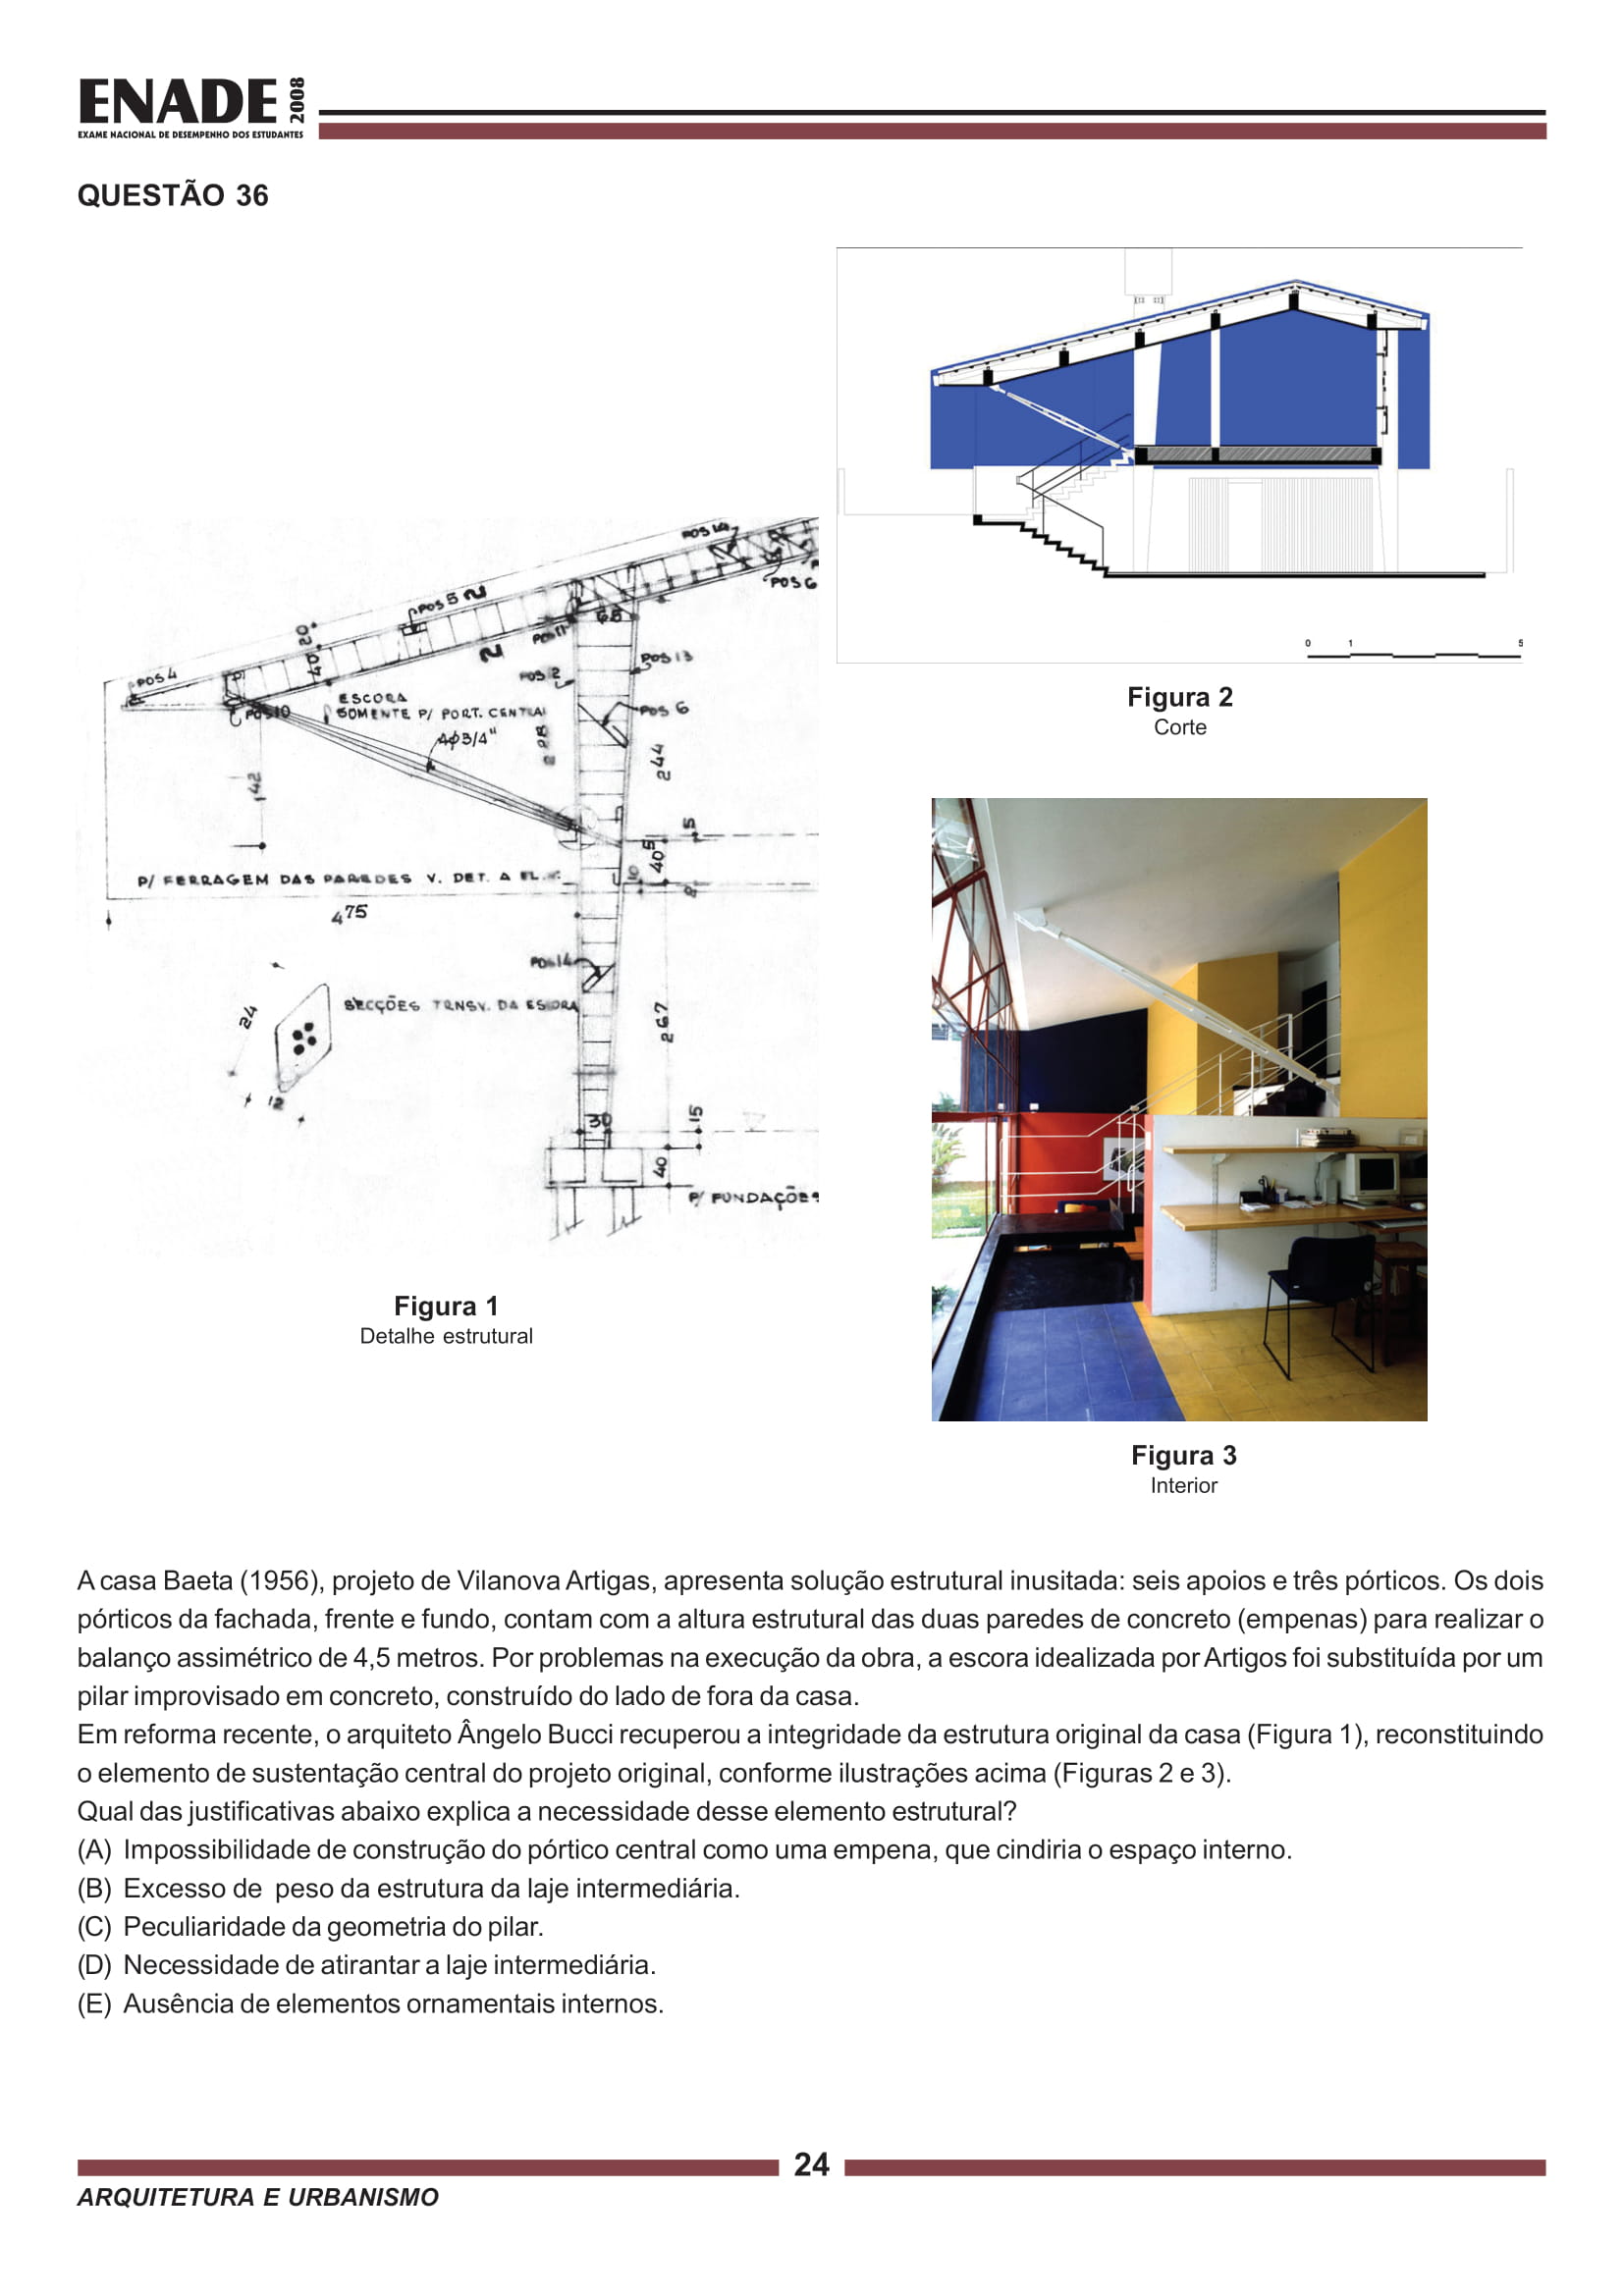 ENADE 2008
EXAME NACIONAL DE DESEMPENHO DOS ESTUDANTES
QUESTÃO 36
POS 4
POS 5
POS 6
POS 10
POS 11
POS 12
POS 13
POS 6
POS 14
20
40
65
ESCORA
SOMENTE P/ PORT. CENTRAL
4φ3/4"
142
244
5
40⁵
10
P/ FERRAGEM DAS PAREDES V. DET. A
475
SECÇÕES TRNSV. DA ESCORA
24
12
267
30
15
40
P/ FUNDAÇÕES
Figura 1
Detalhe estrutural
0 1 5
Figura 2
Corte
Figura 3
Interior
A casa Baeta (1956), projeto de Vilanova Artigas, apresenta solução estrutural inusitada: seis apoios e três pórticos. Os dois
pórticos da fachada, frente e fundo, contam com a altura estrutural das duas paredes de concreto (empenas) para realizar o
balanço assimétrico de 4,5 metros. Por problemas na execução da obra, a escora idealizada por Artigos foi substituída por um
pilar improvisado em concreto, construído do lado de fora da casa.
Em reforma recente, o arquiteto Ângelo Bucci recuperou a integridade da estrutura original da casa (Figura 1), reconstituindo
o elemento de sustentação central do projeto original, conforme ilustrações acima (Figuras 2 e 3).
Qual das justificativas abaixo explica a necessidade desse elemento estrutural?
(A) Impossibilidade de construção do pórtico central como uma empena, que cindiria o espaço interno.
(B) Excesso de peso da estrutura da laje intermediária.
(C) Peculiaridade da geometria do pilar.
(D) Necessidade de atirantar a laje intermediária.
(E) Ausência de elementos ornamentais internos.
24
ARQUITETURA E URBANISMO